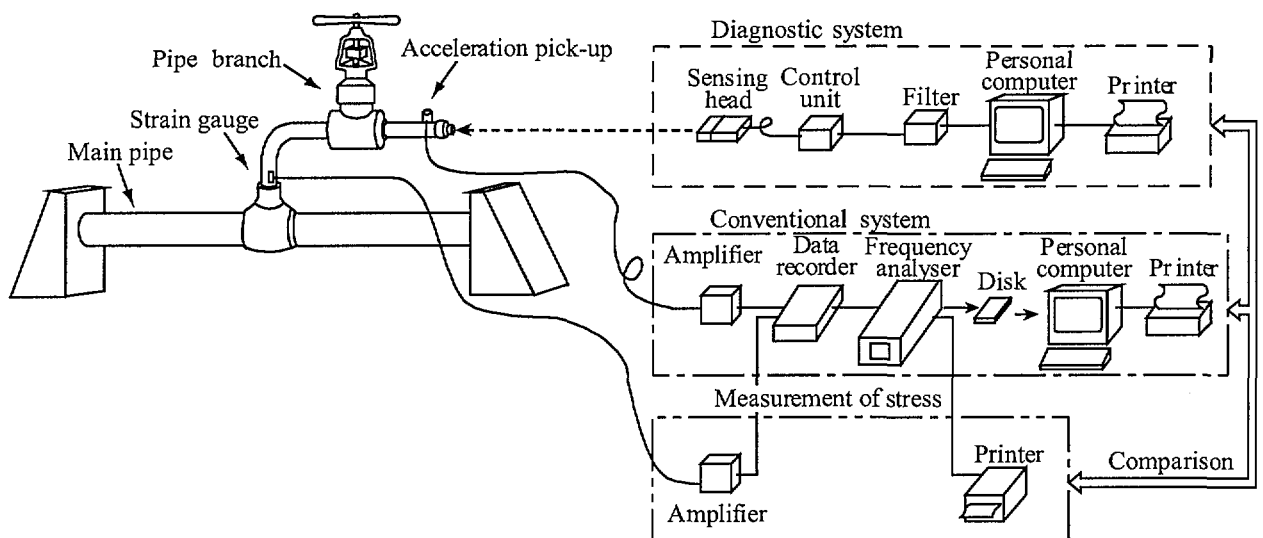 Diagnostic system
Acceleration pick-up
Pipe branch
Strain gauge
Main pipe
Sensing
head
Control
unit
Filter
Personal
computer
Printer
Conventional system
Amplifier
Data
recorder
Frequency
analyser
Disk
Personal
computer
Printer
Measurement of stress
Amplifier
Printer
Comparison